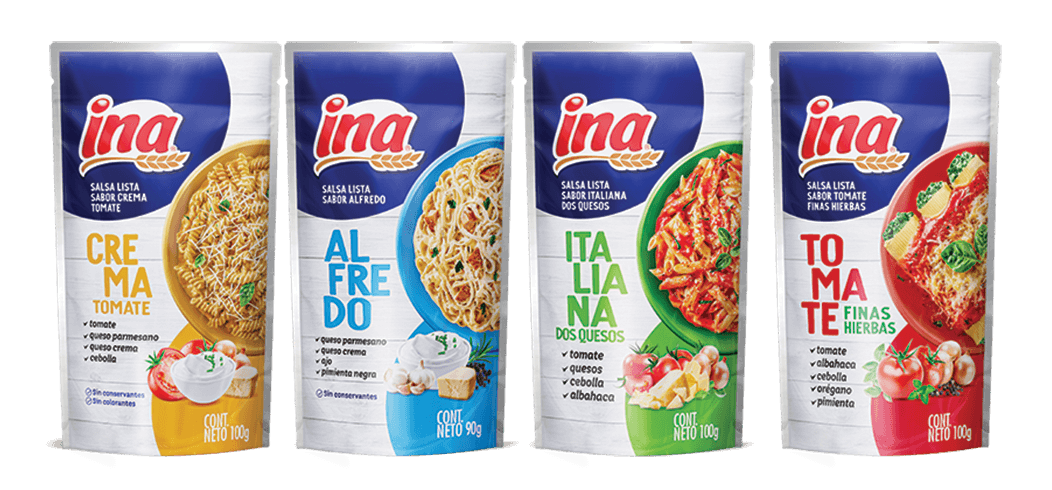 ina
SALSA LISTA
SABOR CREMA
TOMATE
CRE
MA
TOMATE
tomate
queso parmesano
queso crema
cebolla
Sin conservantes
Sin colorantes
CONT.
NETO 100g
ina
SALSA LISTA
SABOR ALFREDO
AL
FRE
DO
queso parmesano
queso crema
ajo
pimienta negra
Sin conservantes
CONT.
NETO 90g
ina
SALSA LISTA
SABOR ITALIANA
DOS QUESOS
ITA
LIA
NA
DOS QUESOS
tomate
quesos
cebolla
albahaca
CONT.
NETO 100g
ina
SALSA LISTA
SABOR TOMATE
FINAS HIERBAS
TO
MA
TE
FINAS
HIERBAS
tomate
albahaca
cebolla
orégano
pimienta
CONT.
NETO 100g